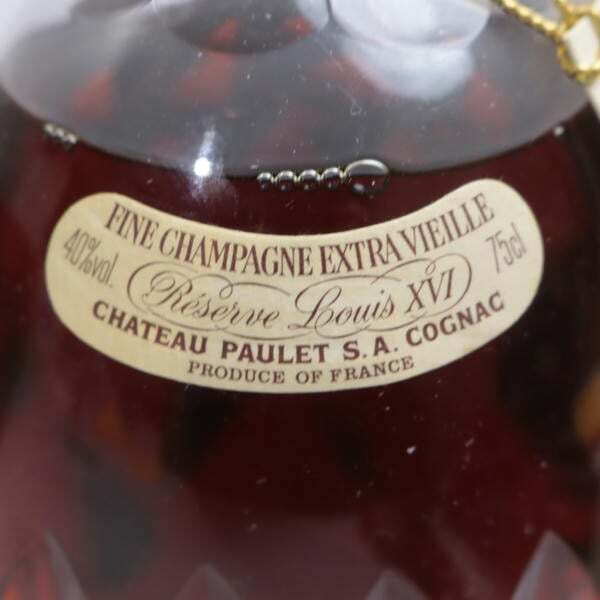 FINE CHAMPAGNE EXTRA VIEILLE
40%vol.
Réserve Louis XVI
75cl
CHATEAU PAULET S.A. COGNAC
PRODUCE OF FRANCE